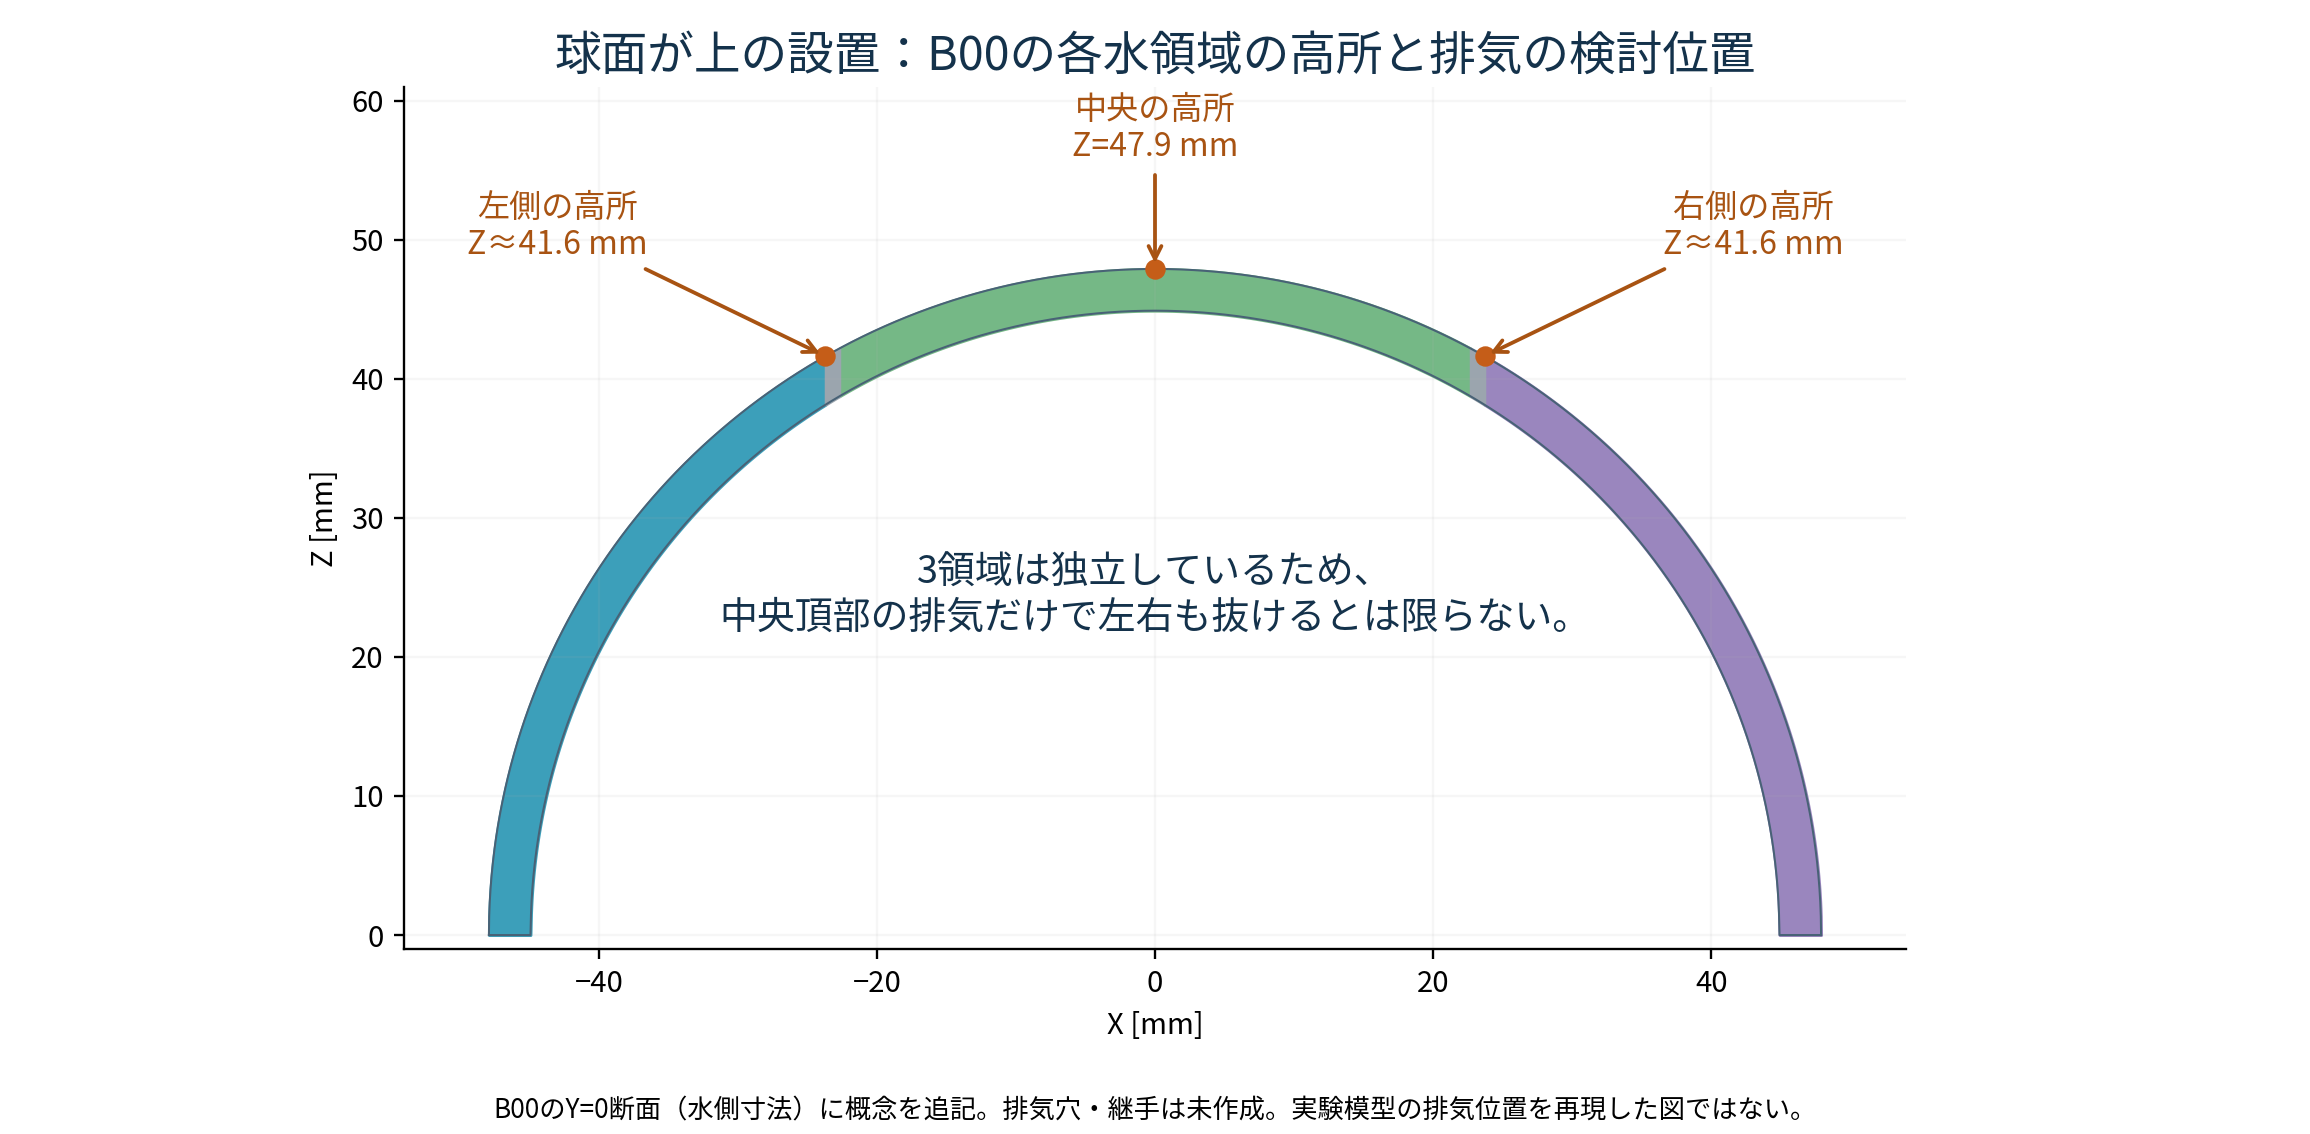 球面が上の設置：B00の各水領域の高所と排気の検討位置
中央の高所
Z=47.9 mm
左側の高所
Z≈41.6 mm
右側の高所
Z≈41.6 mm
60
50
40
30
20
10
0
Z [mm]
3領域は独立しているため、
中央頂部の排気だけで左右も抜けるとは限らない。
−40
−20
0
20
40
X [mm]
B00のY=0断面（水側寸法）に概念を追記。排気穴・継手は未作成。実験模型の排気位置を再現した図ではない。